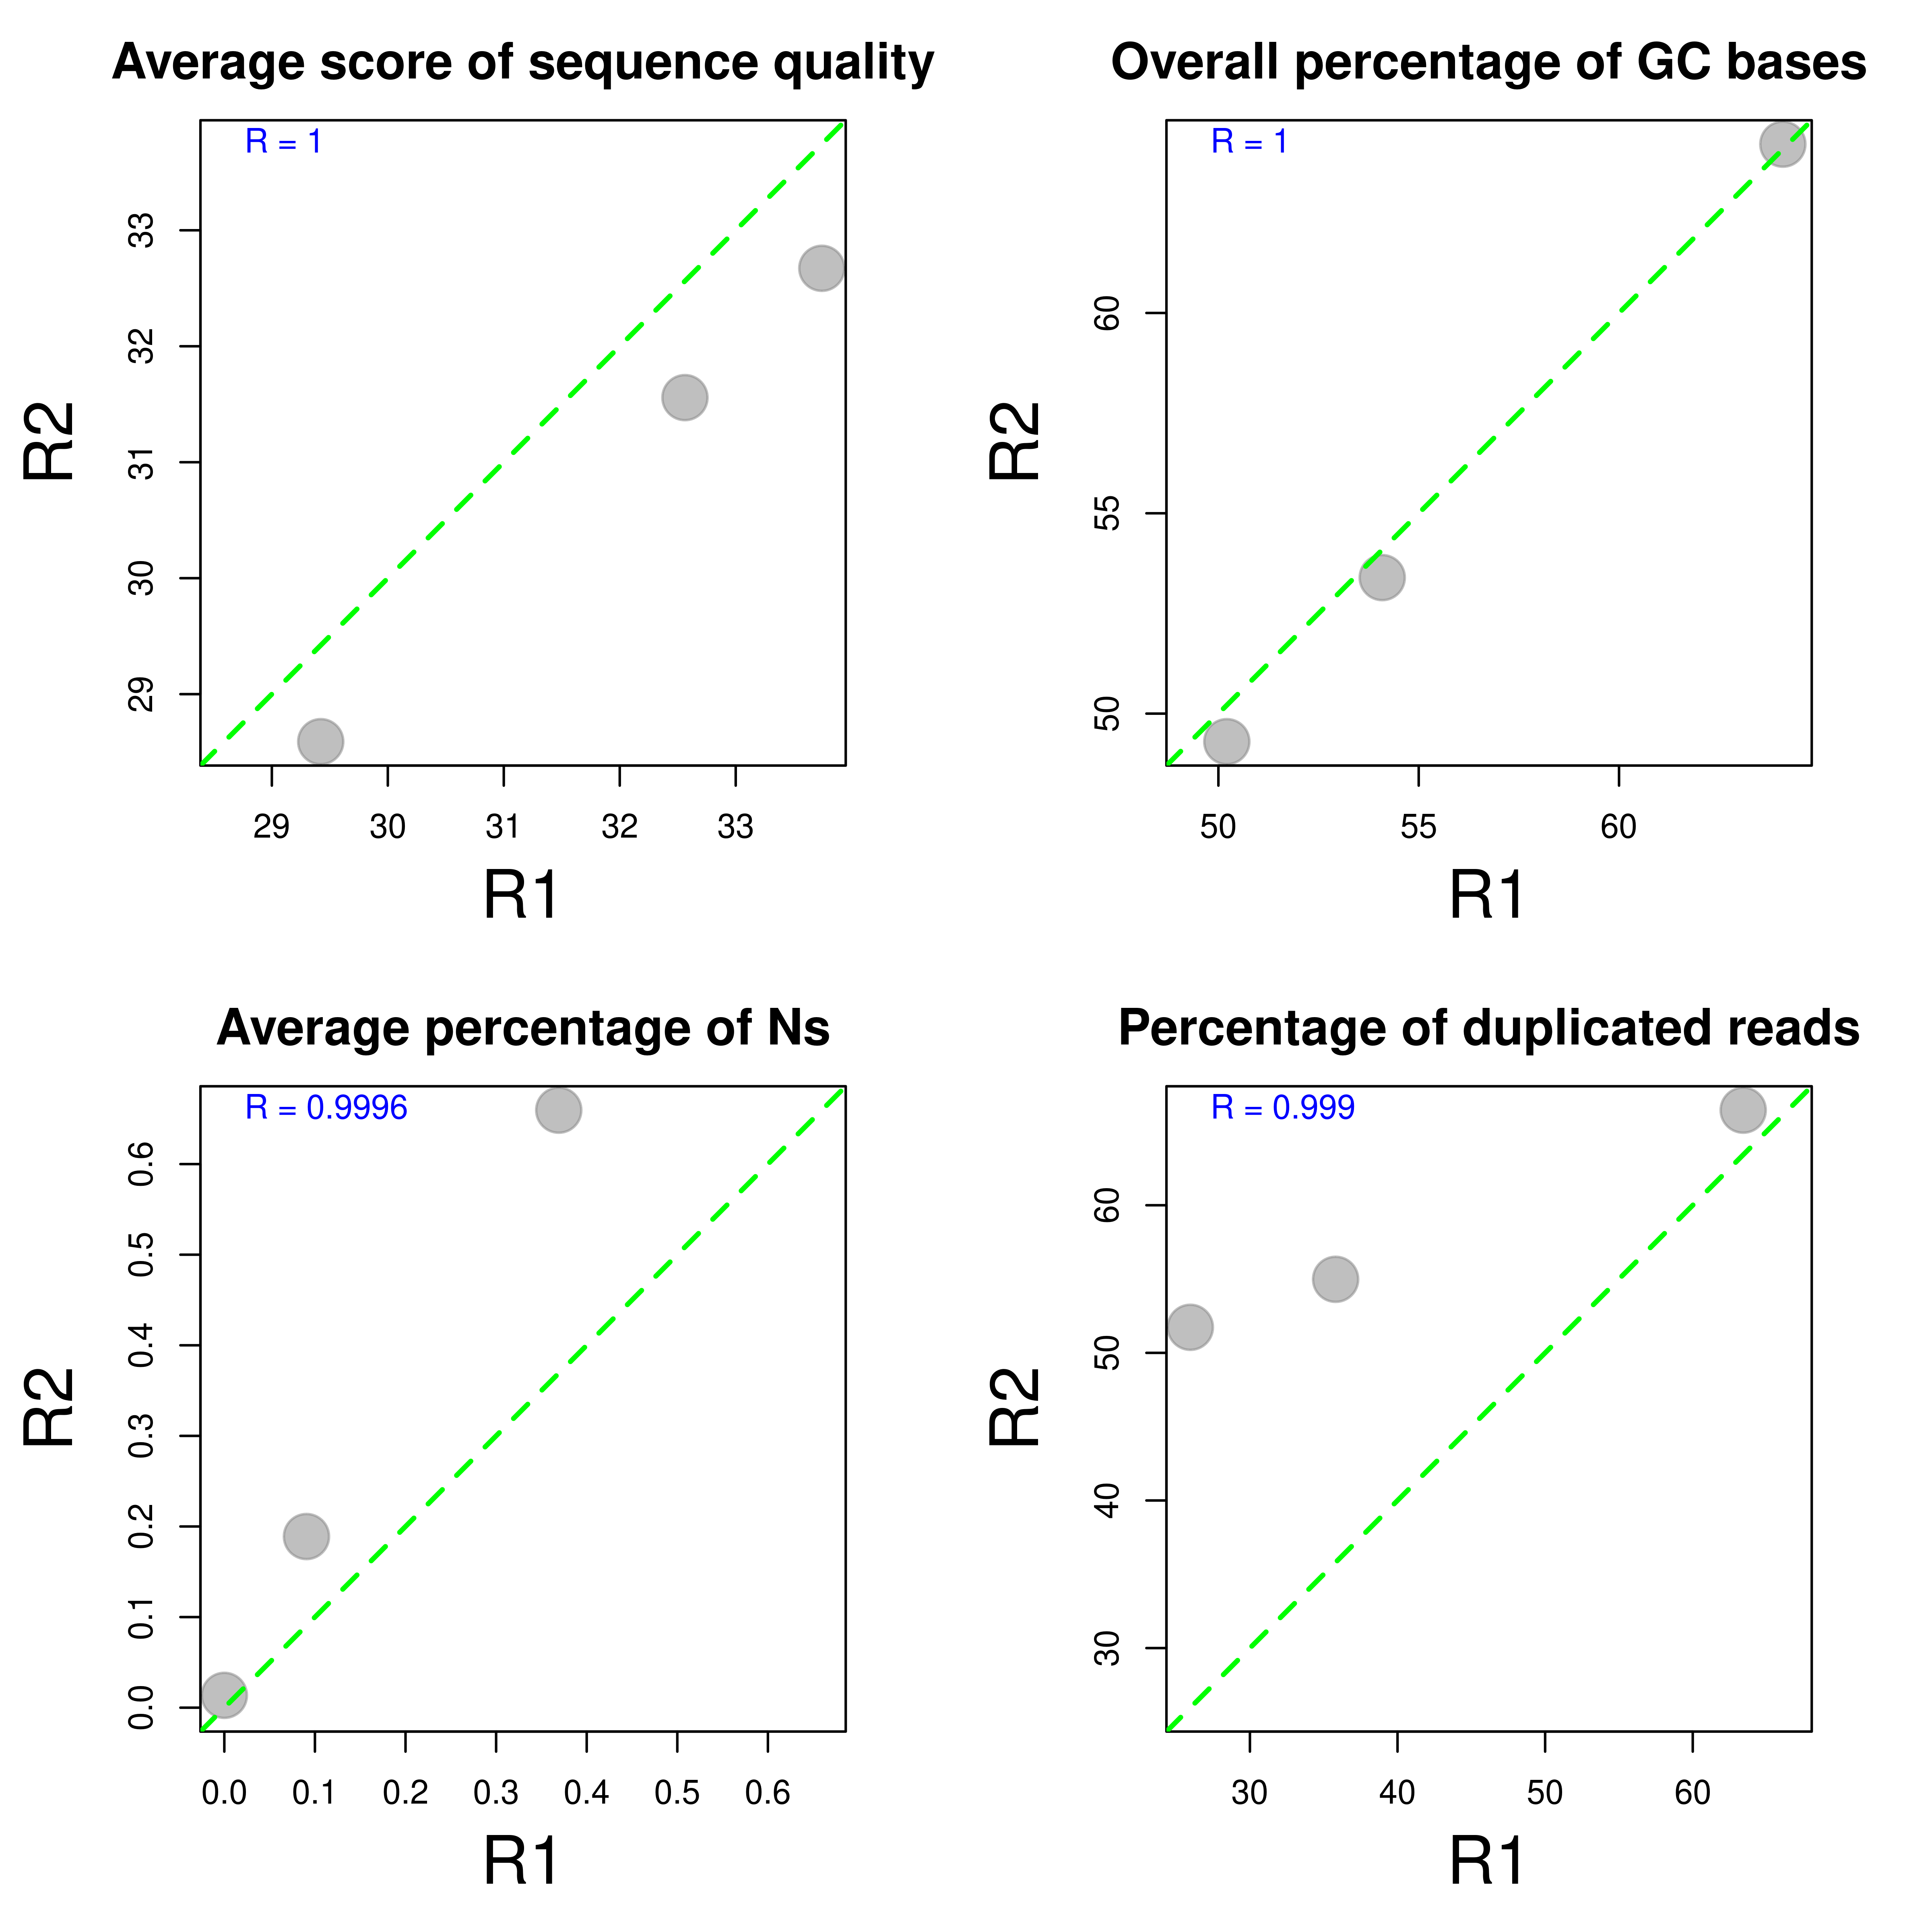 Average score of sequence quality
R = 1
33
32
31
30
29
R2
29 30 31 32 33
R1
Overall percentage of GC bases
R = 1
60
55
50
R2
50 55 60
R1
Average percentage of Ns
R = 0.9996
0.6
0.5
0.4
0.3
0.2
0.1
0.0
R2
0.0 0.1 0.2 0.3 0.4 0.5 0.6
R1
Percentage of duplicated reads
R = 0.999
60
50
40
30
R2
30 40 50 60
R1